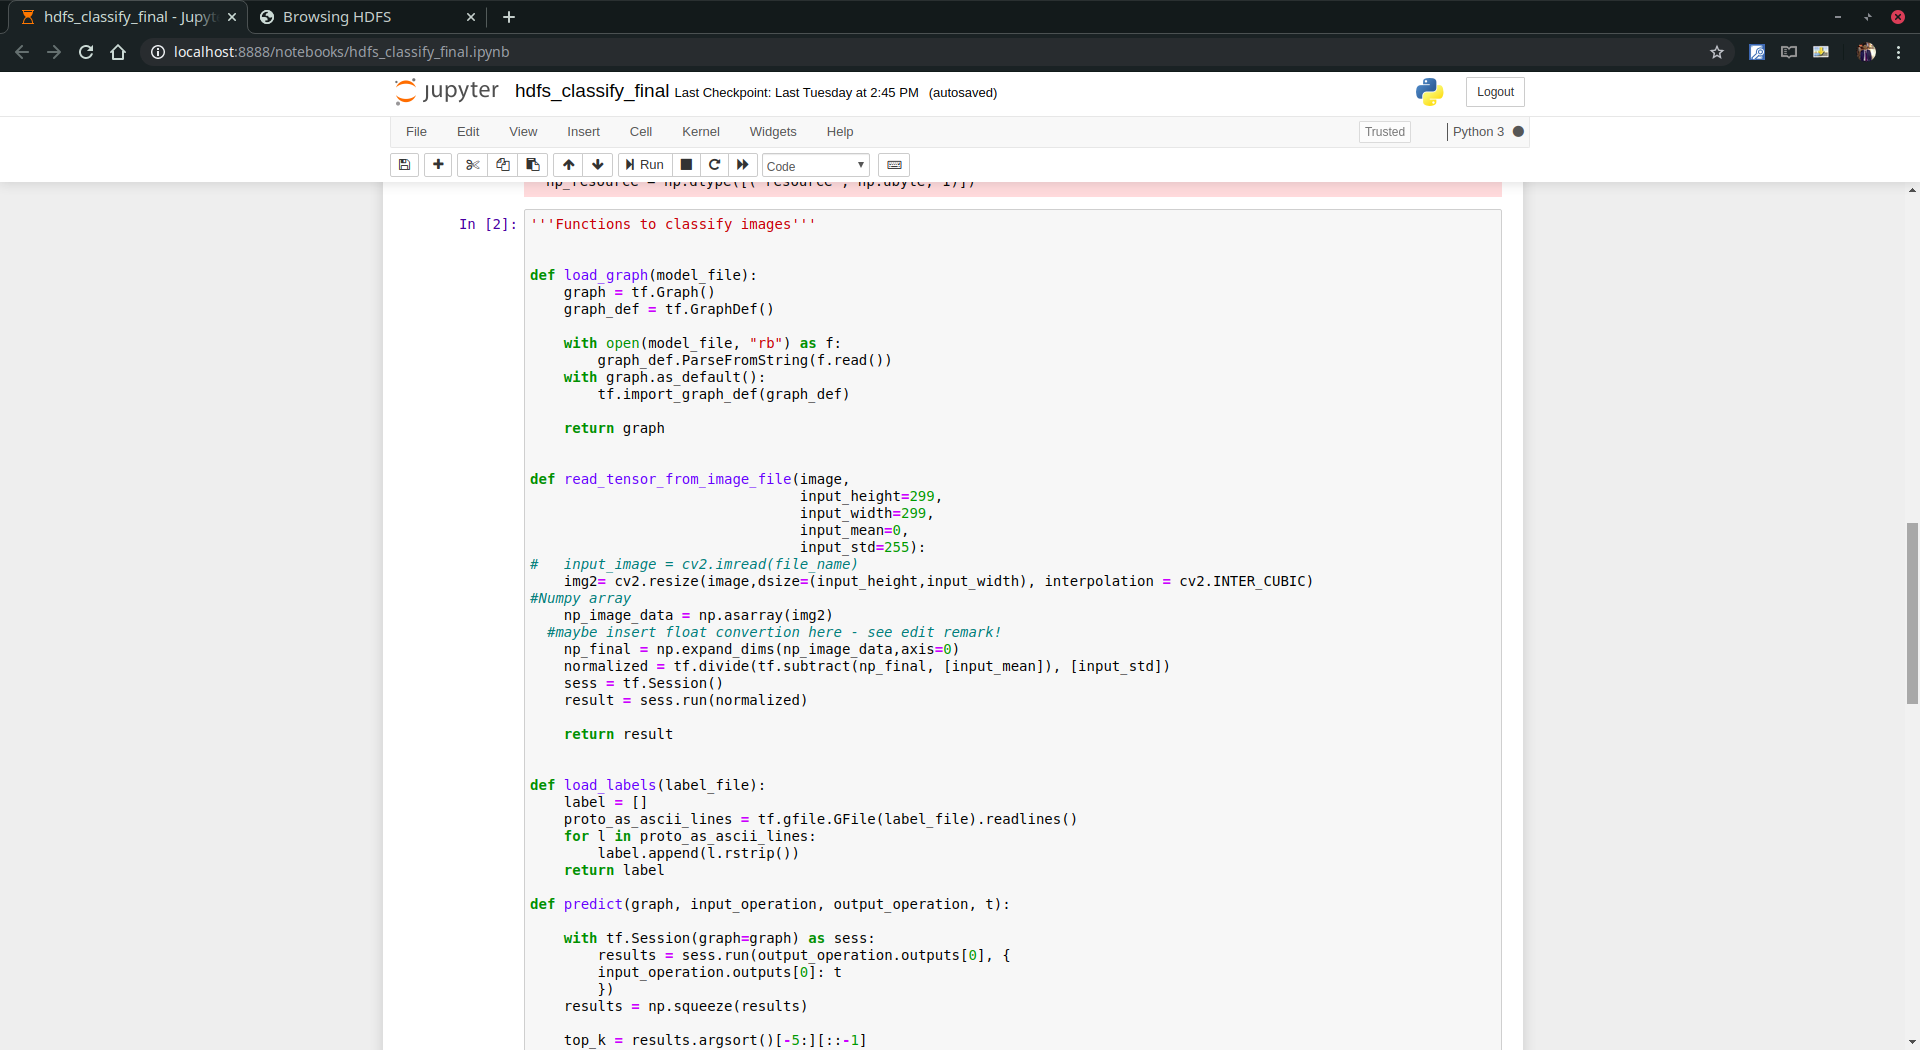 hdfs_classify_final - Jupyt
Browsing HDFS
localhost:8888/notebooks/hdfs_classify_final.ipynb
jupyter hdfs_classify_final Last Checkpoint: Last Tuesday at 2:45 PM (autosaved)
Logout
File Edit View Insert Cell Kernel Widgets Help
Trusted
Python 3
Run
Code
np_resource = np.dtype([("resource", np.ubyte, 1)])
In [2]:
'''Functions to classify images'''
def load_graph(model_file):
    graph = tf.Graph()
    graph_def = tf.GraphDef()
    with open(model_file, "rb") as f:
        graph_def.ParseFromString(f.read())
    with graph.as_default():
        tf.import_graph_def(graph_def)
    return graph
def read_tensor_from_image_file(image,
                                input_height=299,
                                input_width=299,
                                input_mean=0,
                                input_std=255):
#   input_image = cv2.imread(file_name)
    img2= cv2.resize(image,dsize=(input_height,input_width), interpolation = cv2.INTER_CUBIC)
#Numpy array
    np_image_data = np.asarray(img2)
  #maybe insert float convertion here - see edit remark!
    np_final = np.expand_dims(np_image_data,axis=0)
    normalized = tf.divide(tf.subtract(np_final, [input_mean]), [input_std])
    sess = tf.Session()
    result = sess.run(normalized)
    return result
def load_labels(label_file):
    label = []
    proto_as_ascii_lines = tf.gfile.GFile(label_file).readlines()
    for l in proto_as_ascii_lines:
        label.append(l.rstrip())
    return label
def predict(graph, input_operation, output_operation, t):
    with tf.Session(graph=graph) as sess:
        results = sess.run(output_operation.outputs[0], {
        input_operation.outputs[0]: t
        })
    results = np.squeeze(results)
    top_k = results.argsort()[-5:][::-1]